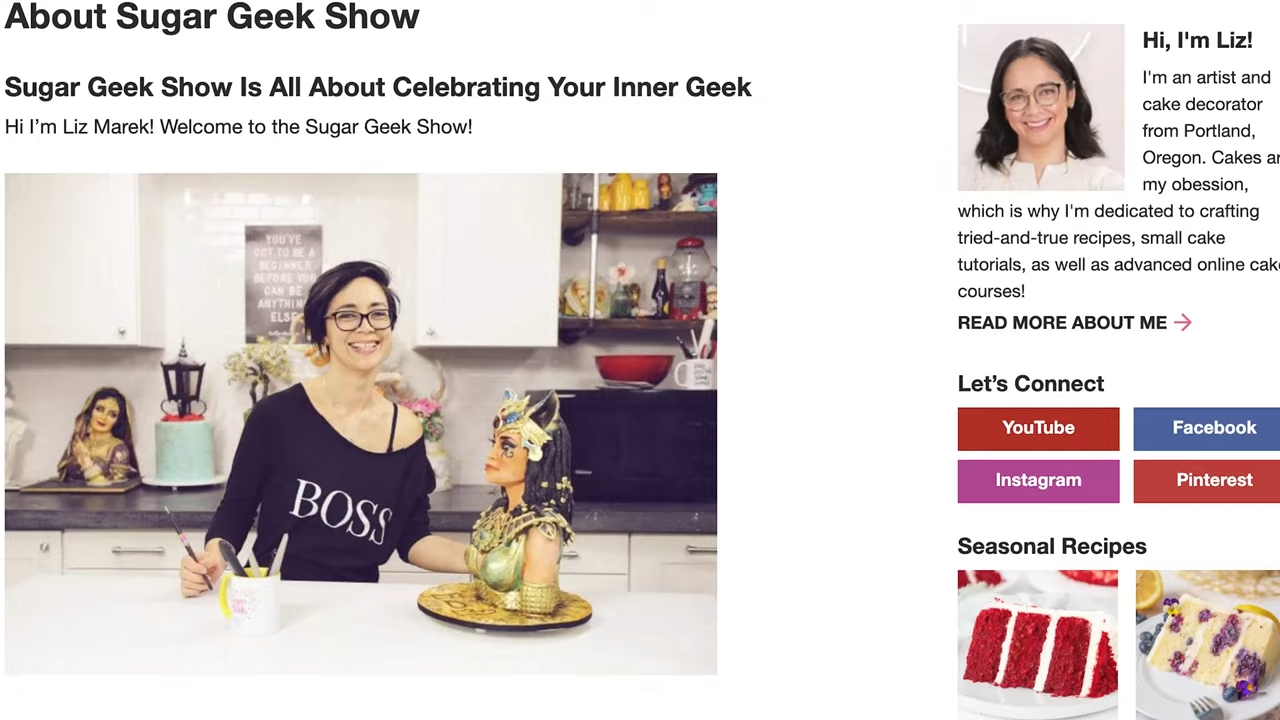 About Sugar Geek Show
Sugar Geek Show Is All About Celebrating Your Inner Geek
Hi I’m Liz Marek! Welcome to the Sugar Geek Show!
YOU'VE
GOT TO BE A
BEGINNER
BEFORE YOU
CAN BE
ANYTHING
ELSE
BOSS
Hi, I'm Liz!
I'm an artist and
cake decorator
from Portland,
Oregon. Cakes ar
my obession,
which is why I'm dedicated to crafting
tried-and-true recipes, small cake
tutorials, as well as advanced online cak
courses!
READ MORE ABOUT ME
Let’s Connect
YouTube
Facebook
Instagram
Pinterest
Seasonal Recipes